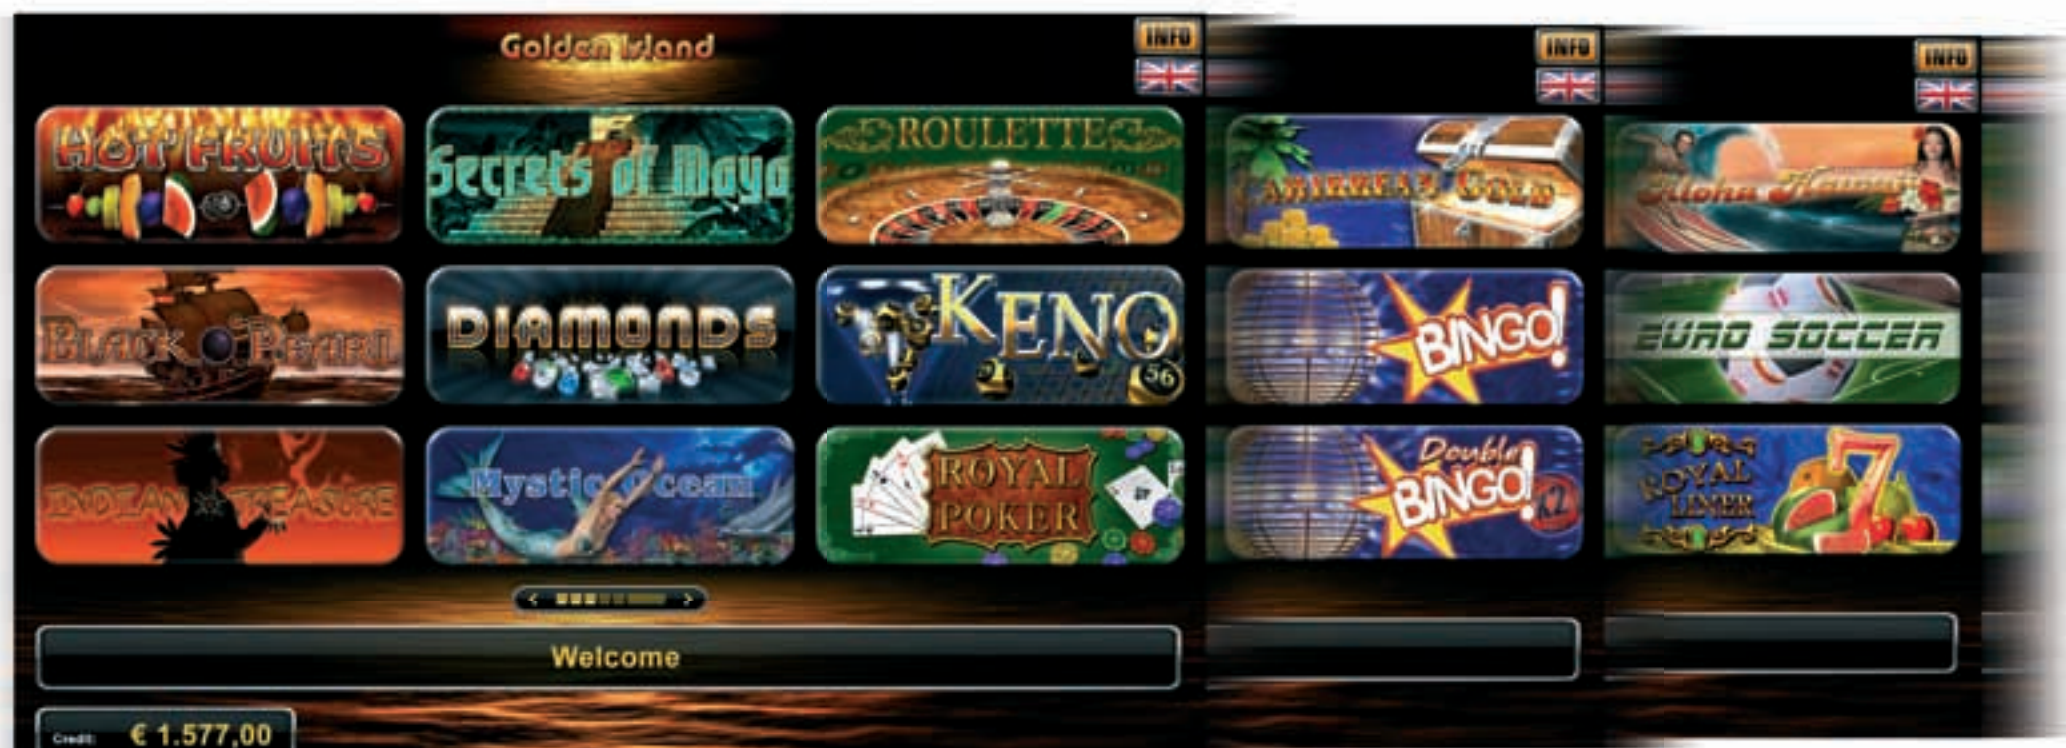 Golden Island
INFO
INFO
INFO
HOT FRUITS
Secrets of Maya
ROULETTE
CARIBBEAN GOLD
Aloha Hawaii
BLACK PEARL
DIAMONDS
KENO
56
BINGO!
EURO SOCCER
INDIAN TREASURE
Mystic Ocean
ROYAL
POKER
Double
BINGO!
X2
ROYAL
LINER
7
< >
Welcome
Credit: € 1.577,00